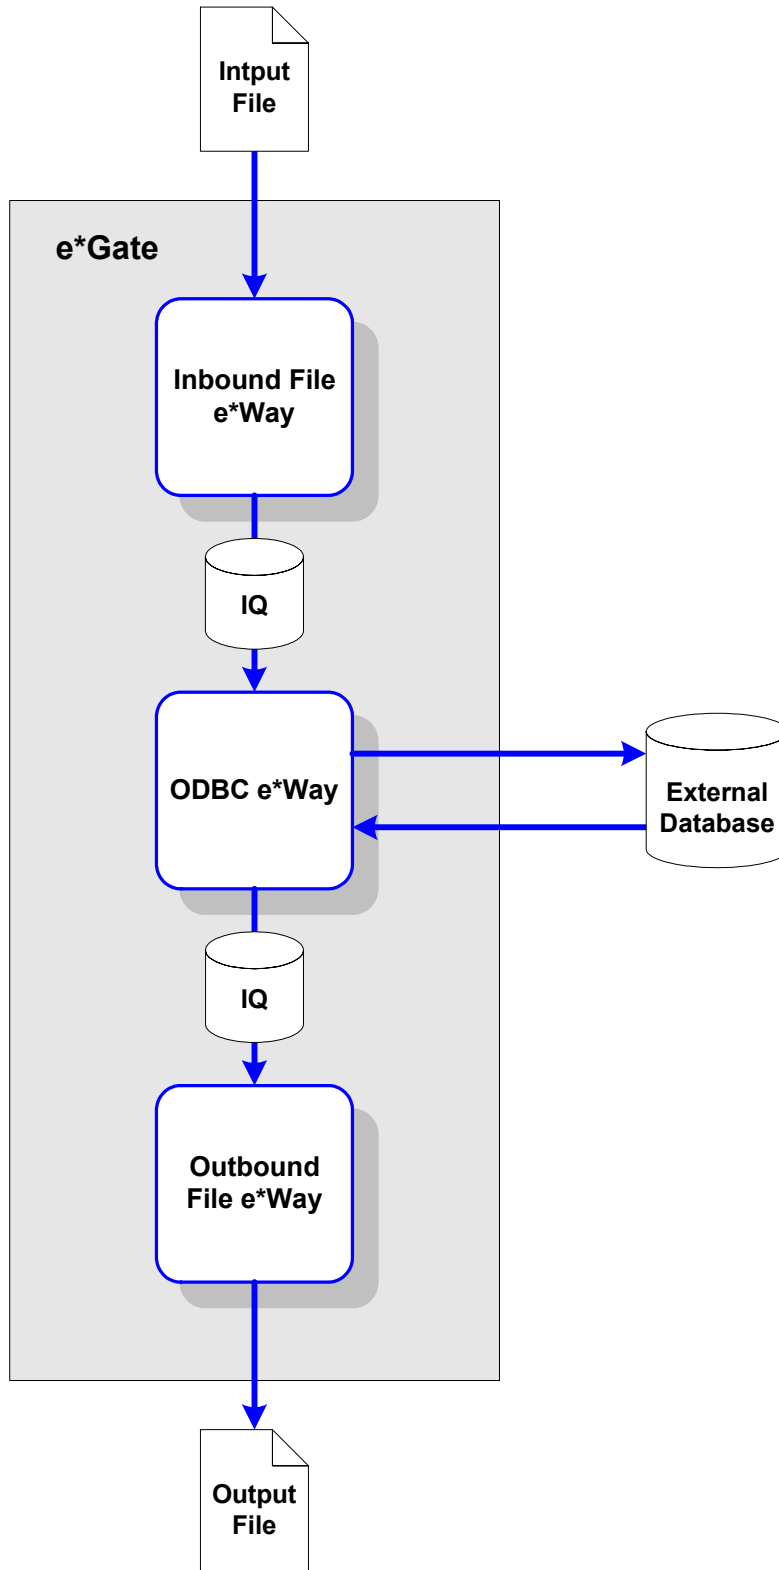 Intput
File
e*Gate
Inbound File
e*Way
IQ
ODBC e*Way
External
Database
IQ
Outbound
File e*Way
Output
File